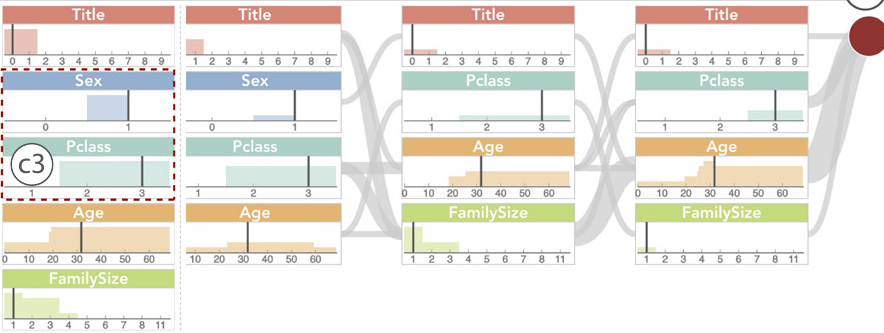 Title Title Title Title
0 1 2 3 4 5 6 7 8 9 0 1 2 3 4 5 6 7 8 9 0 1 2 3 4 5 6 7 8 9 0 1 2 3 4 5 6 7 8 9
Sex Sex Pclass Pclass
0 1 0 1 1 2 3 1 2 3
Pclass Pclass Age Age
c3
1 2 3 1 2 3 0 10 20 30 40 50 60 0 10 20 30 40 50 60
Age Age FamilySize FamilySize
0 10 20 30 40 50 60 10 20 30 40 50 60 1 2 3 4 5 6 7 8 11 1 2 3 4 5 6 7 8 11
FamilySize
1 2 3 4 5 6 7 8 11